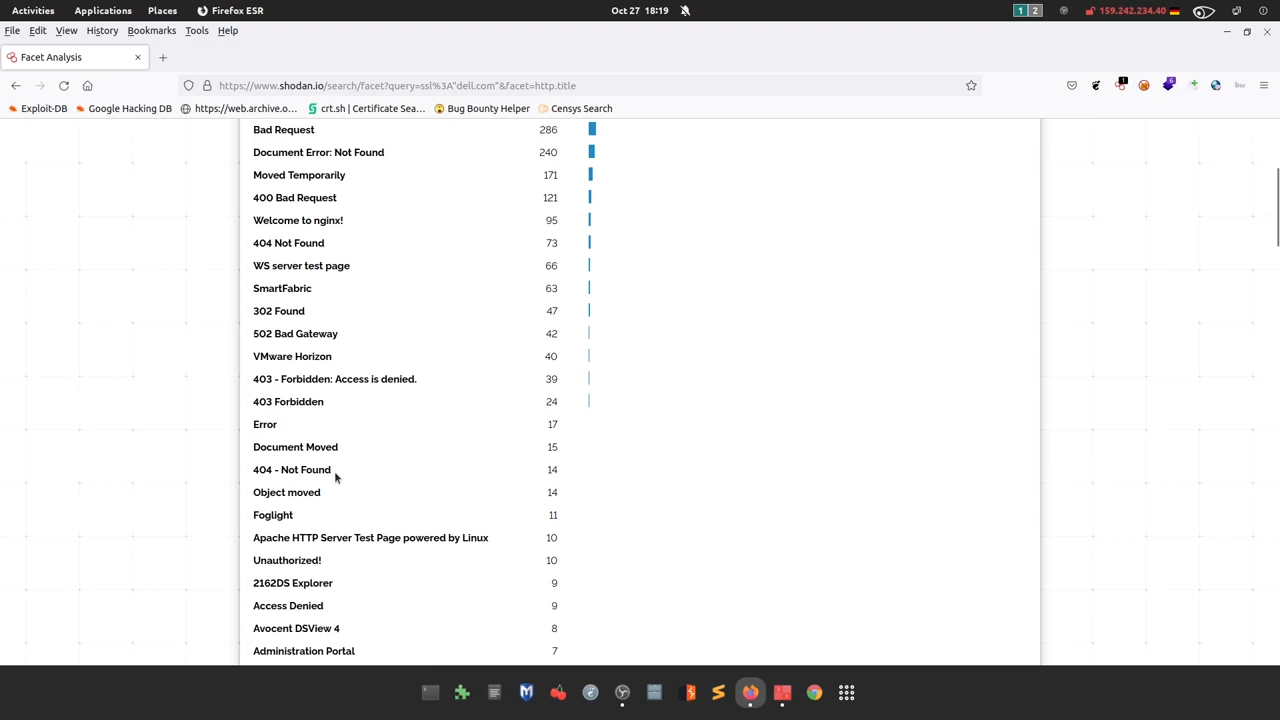 Activities Applications Places Firefox ESR Oct 27 18:19 1 2 159.242.234.40
File Edit View History Bookmarks Tools Help
Facet Analysis
https://www.shodan.io/search/facet?query=ssl%3A"dell.com"&facet=http.title
Exploit-DB Google Hacking DB https://web.archive.o… crt.sh | Certificate Sea… Bug Bounty Helper Censys Search
Bad Request 286
Document Error: Not Found 240
Moved Temporarily 171
400 Bad Request 121
Welcome to nginx! 95
404 Not Found 73
WS server test page 66
SmartFabric 63
302 Found 47
502 Bad Gateway 42
VMware Horizon 40
403 - Forbidden: Access is denied. 39
403 Forbidden 24
Error 17
Document Moved 15
404 - Not Found 14
Object moved 14
Foglight 11
Apache HTTP Server Test Page powered by Linux 10
Unauthorized! 10
2162DS Explorer 9
Access Denied 9
Avocent DSView 4 8
Administration Portal 7